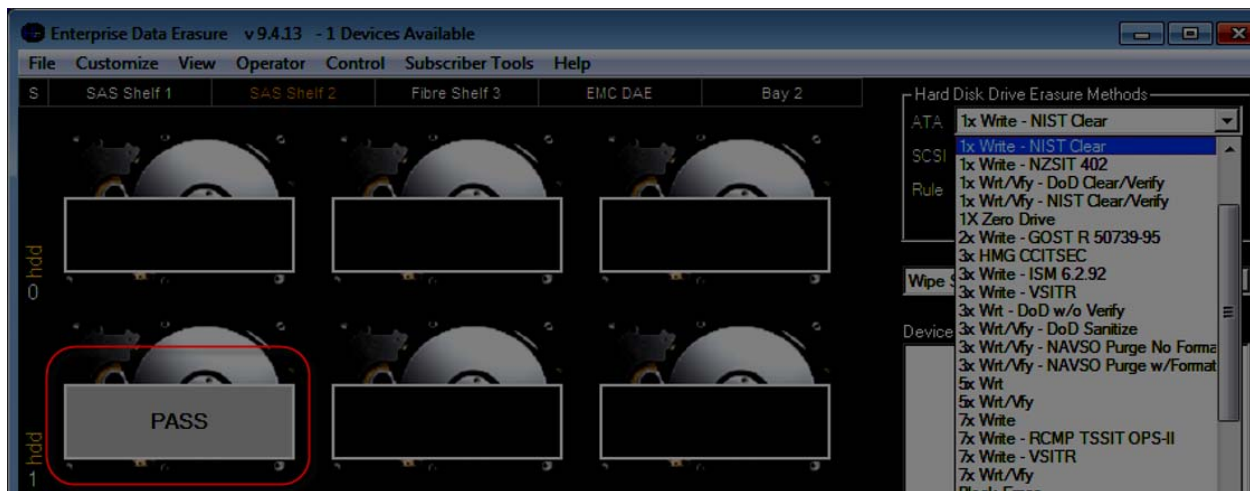 Enterprise Data Erasure v 9.4.13 - 1 Devices Available
File Customize View Operator Control Subscriber Tools Help
S SAS Shelf 1 SAS Shelf 2 Fibre Shelf 3 EMC DAE Bay 2
Hard Disk Drive Erasure Methods
ATA 1x Write - NIST Clear
SCSI
Rule
1x Write - NIST Clear
1x Write - NZSIT 402
1x Wrt/Vfy - DoD Clear/Verify
1x Wrt/Vfy - NIST Clear/Verify
1X Zero Drive
2x Write - GOST R 50739-95
3x HMG CCITSEC
3x Write - ISM 6.2.92
3x Write - VSITR
3x Wrt - DoD w/o Verify
3x Wrt/Vfy - DoD Sanitize
3x Wrt/Vfy - NAVSO Purge No Forma
3x Wrt/Vfy - NAVSO Purge w/Format
5x Wrt
5x Wrt/Vfy
7x Write
7x Write - RCMP TSSIT OPS-II
7x Write - VSITR
7x Wrt/Vfy
Wipe S
Device
hdd
0
PASS
hdd
1